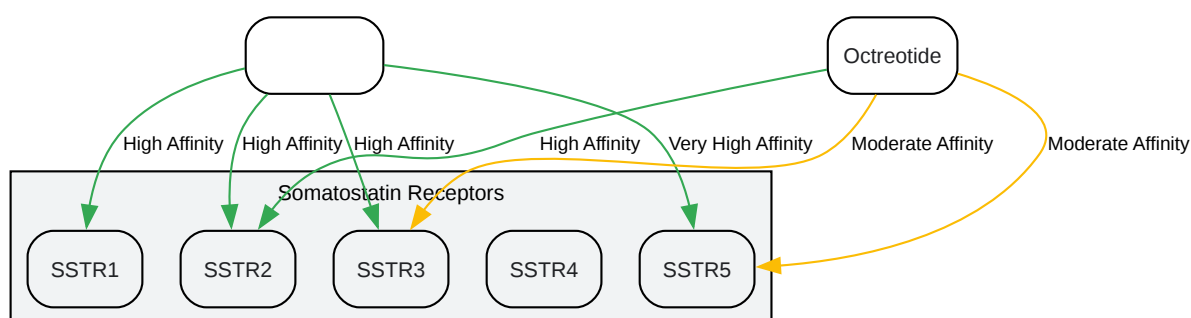 Octreotide
High Affinity
High Affinity
High Affinity
High Affinity
Very High Affinity
Moderate Affinity
Moderate Affinity
Somatostatin Receptors
SSTR1
SSTR2
SSTR3
SSTR4
SSTR5